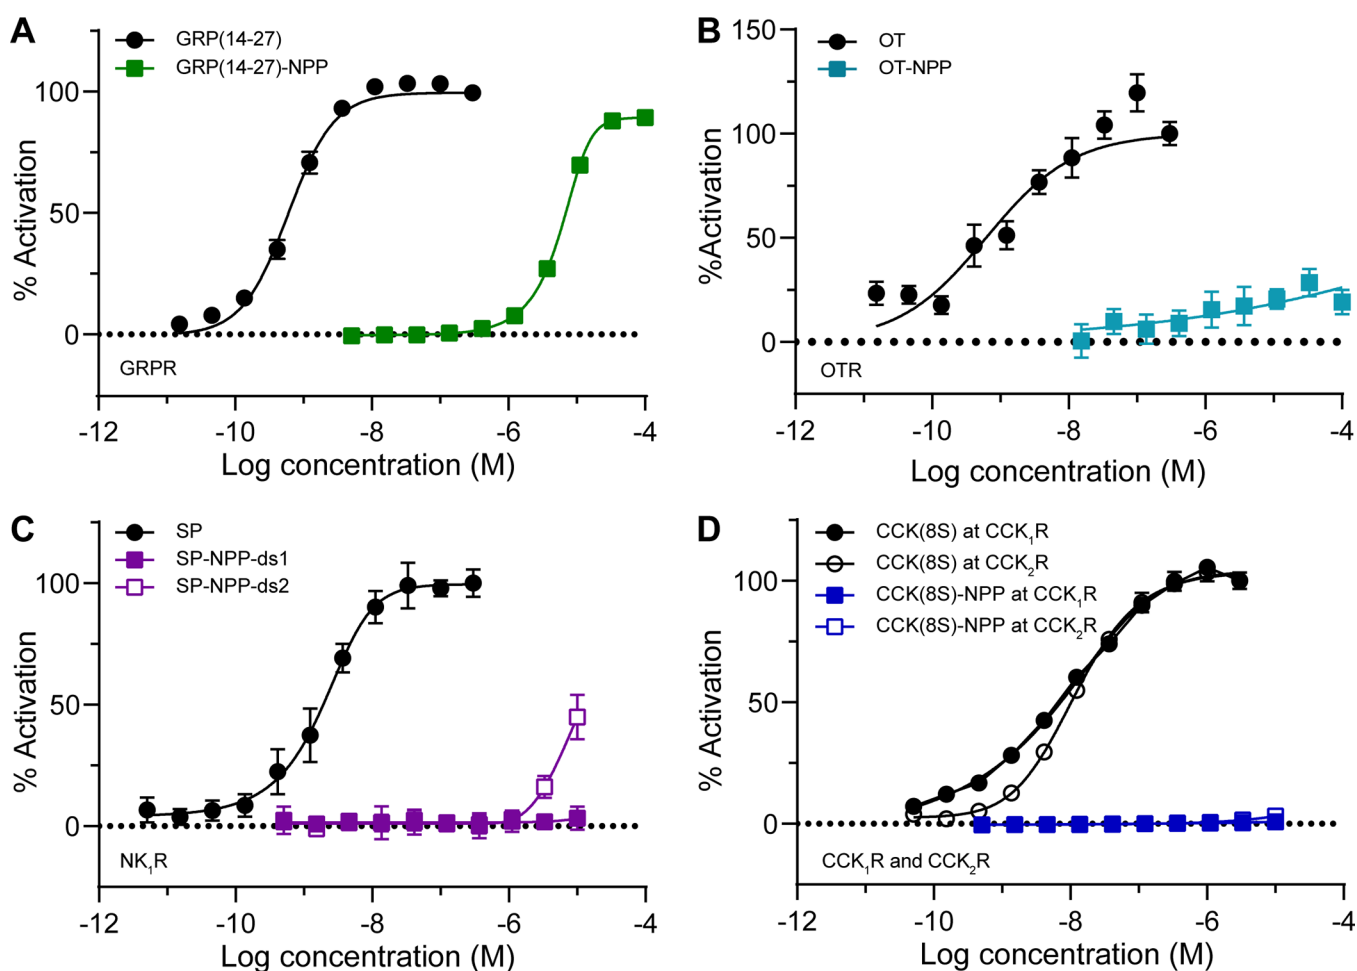 A
GRP(14-27)
GRP(14-27)-NPP
% Activation
100
50
0
GRPR
-12
-10
-8
-6
-4
Log concentration (M)
B
OT
OT-NPP
%Activation
150
100
50
0
OTR
-12
-10
-8
-6
-4
Log concentration (M)
C
SP
SP-NPP-ds1
SP-NPP-ds2
% Activation
100
50
0
NK₁R
-12
-10
-8
-6
-4
Log concentration (M)
D
CCK(8S) at CCK₁R
CCK(8S) at CCK₂R
CCK(8S)-NPP at CCK₁R
CCK(8S)-NPP at CCK₂R
% Activation
100
50
0
CCK₁R and CCK₂R
-12
-10
-8
-6
-4
Log concentration (M)